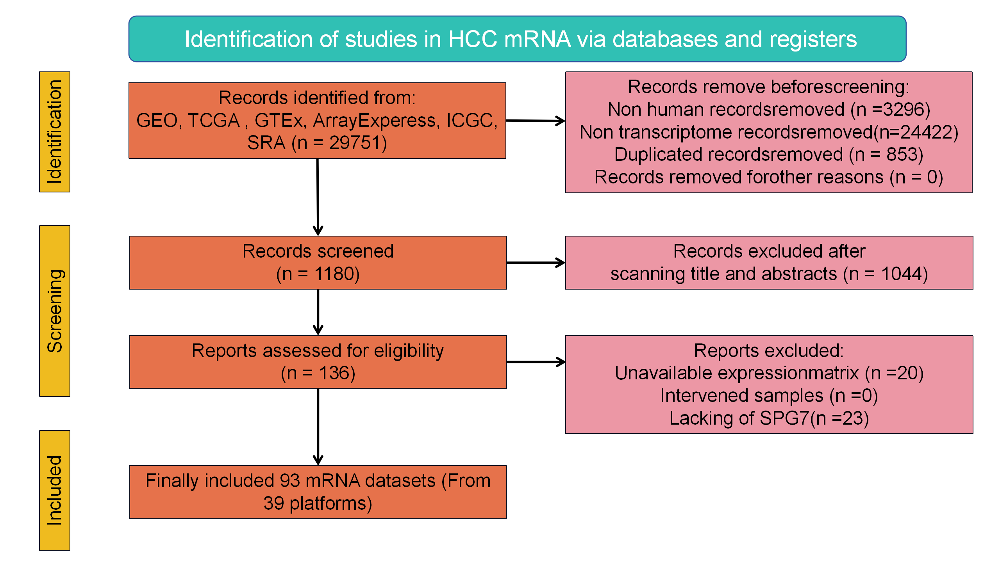 Identification of studies in HCC mRNA via databases and registers
Identification
Records identified from:
GEO, TCGA , GTEx, ArrayExperess, ICGC,
SRA (n = 29751)
Records remove beforescreening:
Non human recordsremoved (n =3296)
Non transcriptome recordsremoved(n=24422)
Duplicated recordsremoved (n = 853)
Records removed forother reasons (n = 0)
Screening
Records screened
(n = 1180)
Records excluded after
scanning title and abstracts (n = 1044)
Reports assessed for eligibility
(n = 136)
Reports excluded:
Unavailable expressionmatrix (n =20)
Intervened samples (n =0)
Lacking of SPG7(n =23)
Included
Finally included 93 mRNA datasets (From
39 platforms)